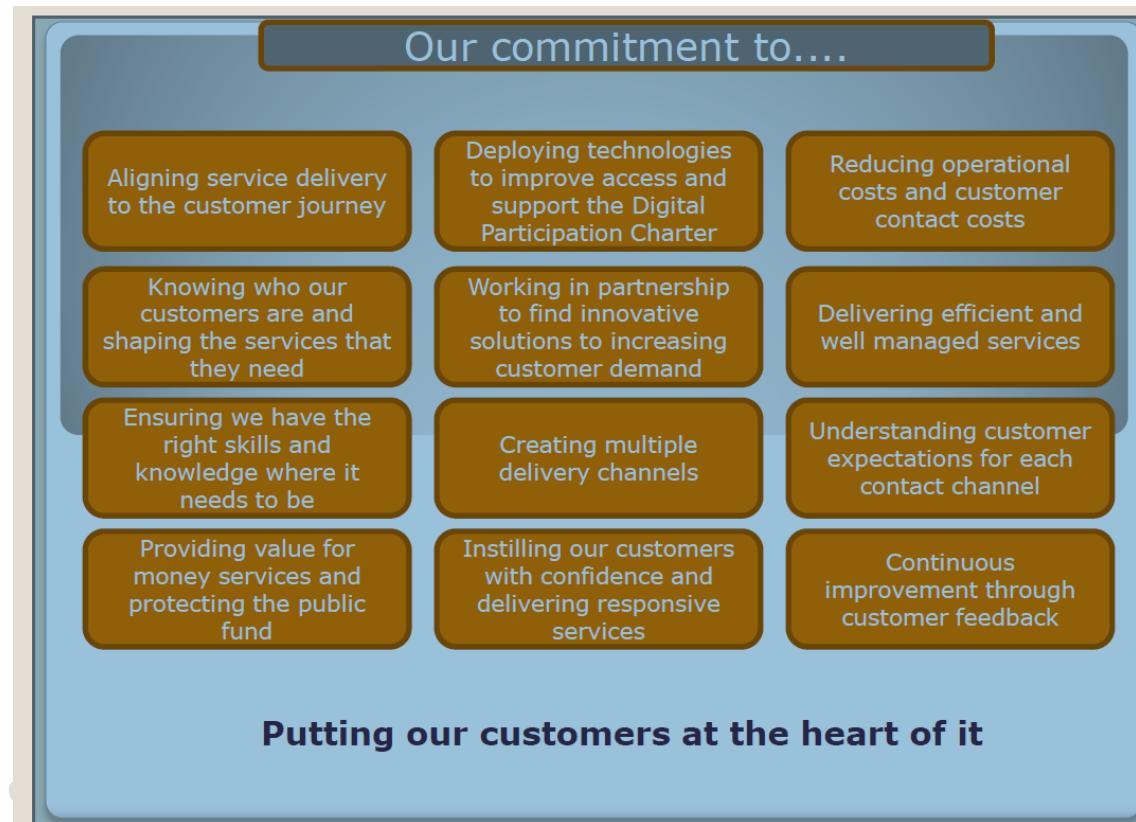 Our commitment to....
Aligning service delivery
to the customer journey
Deploying technologies
to improve access and
support the Digital
Participation Charter
Reducing operational
costs and customer
contact costs
Knowing who our
customers are and
shaping the services that
they need
Working in partnership
to find innovative
solutions to increasing
customer demand
Delivering efficient and
well managed services
Ensuring we have the
right skills and
knowledge where it
needs to be
Creating multiple
delivery channels
Understanding customer
expectations for each
contact channel
Providing value for
money services and
protecting the public
fund
Instilling our customers
with confidence and
delivering responsive
services
Continuous
improvement through
customer feedback
Putting our customers at the heart of it